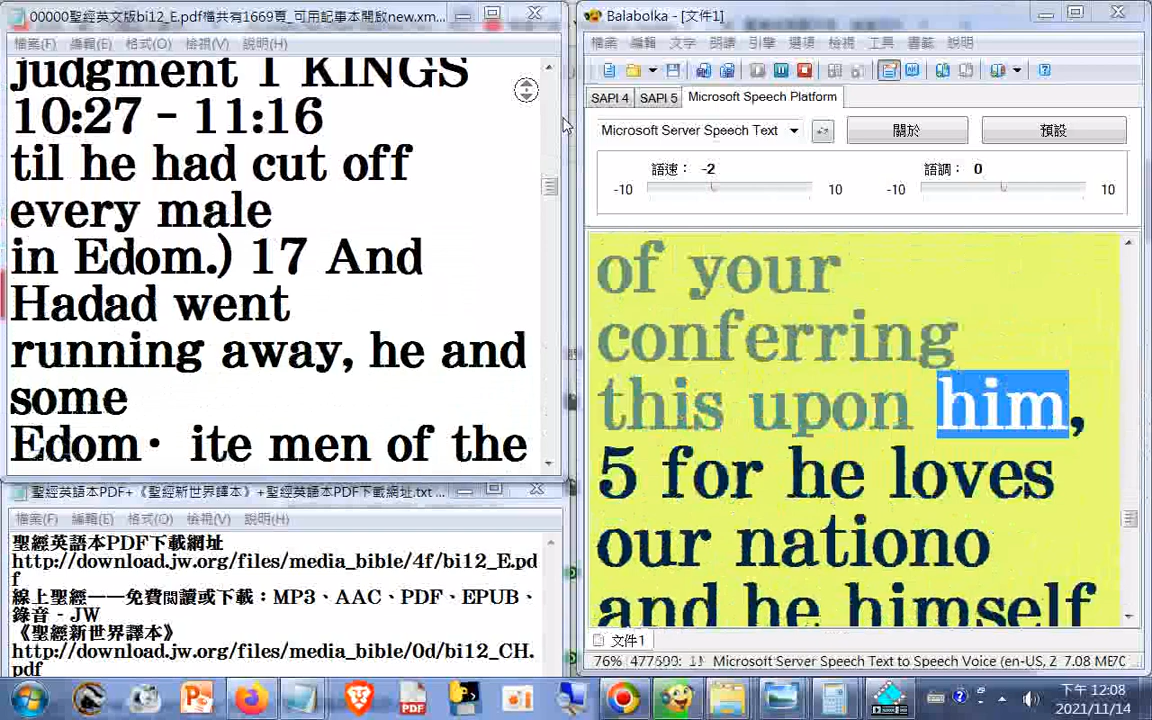 00000聖經英文版bi12_E.pdf檔共有1669頁_可用記事本開啟new.xm...
檔案(F) 編輯(E) 格式(O) 檢視(V) 說明(H)
judgment 1 KINGS
10:27 - 11:16
til he had cut off
every male
in Edom.) 17 And
Hadad went
running away, he and
some
Edom· ite men of the
聖經英語本PDF+《聖經新世界譯本》+聖經英語本PDF下載網址.txt ...
檔案(F) 編輯(E) 格式(O) 檢視(V) 說明(H)
聖經英語本PDF下載網址
http://download.jw.org/files/media_bible/4f/bi12_E.pd
f
線上聖經——免費閱讀或下載：MP3、AAC、PDF、EPUB、
錄音 - JW
《聖經新世界譯本》
http://download.jw.org/files/media_bible/0d/bi12_CH.
pdf
Balabolka - [文件1]
檔案 編輯 文字 朗讀 引擎 選項 檢視 工具 書籤 說明
SAPI 4 SAPI 5 Microsoft Speech Platform
Microsoft Server Speech Text 關於 預設
語速： -2 語調： 0
-10 10 -10 10
of your
conferring
this upon him,
5 for he loves
our nationo
and he himself
文件1
76% Microsoft Server Speech Text to Speech Voice (en-US, Z 7.08 МБ
PDF
下午 12:08
2021/11/14